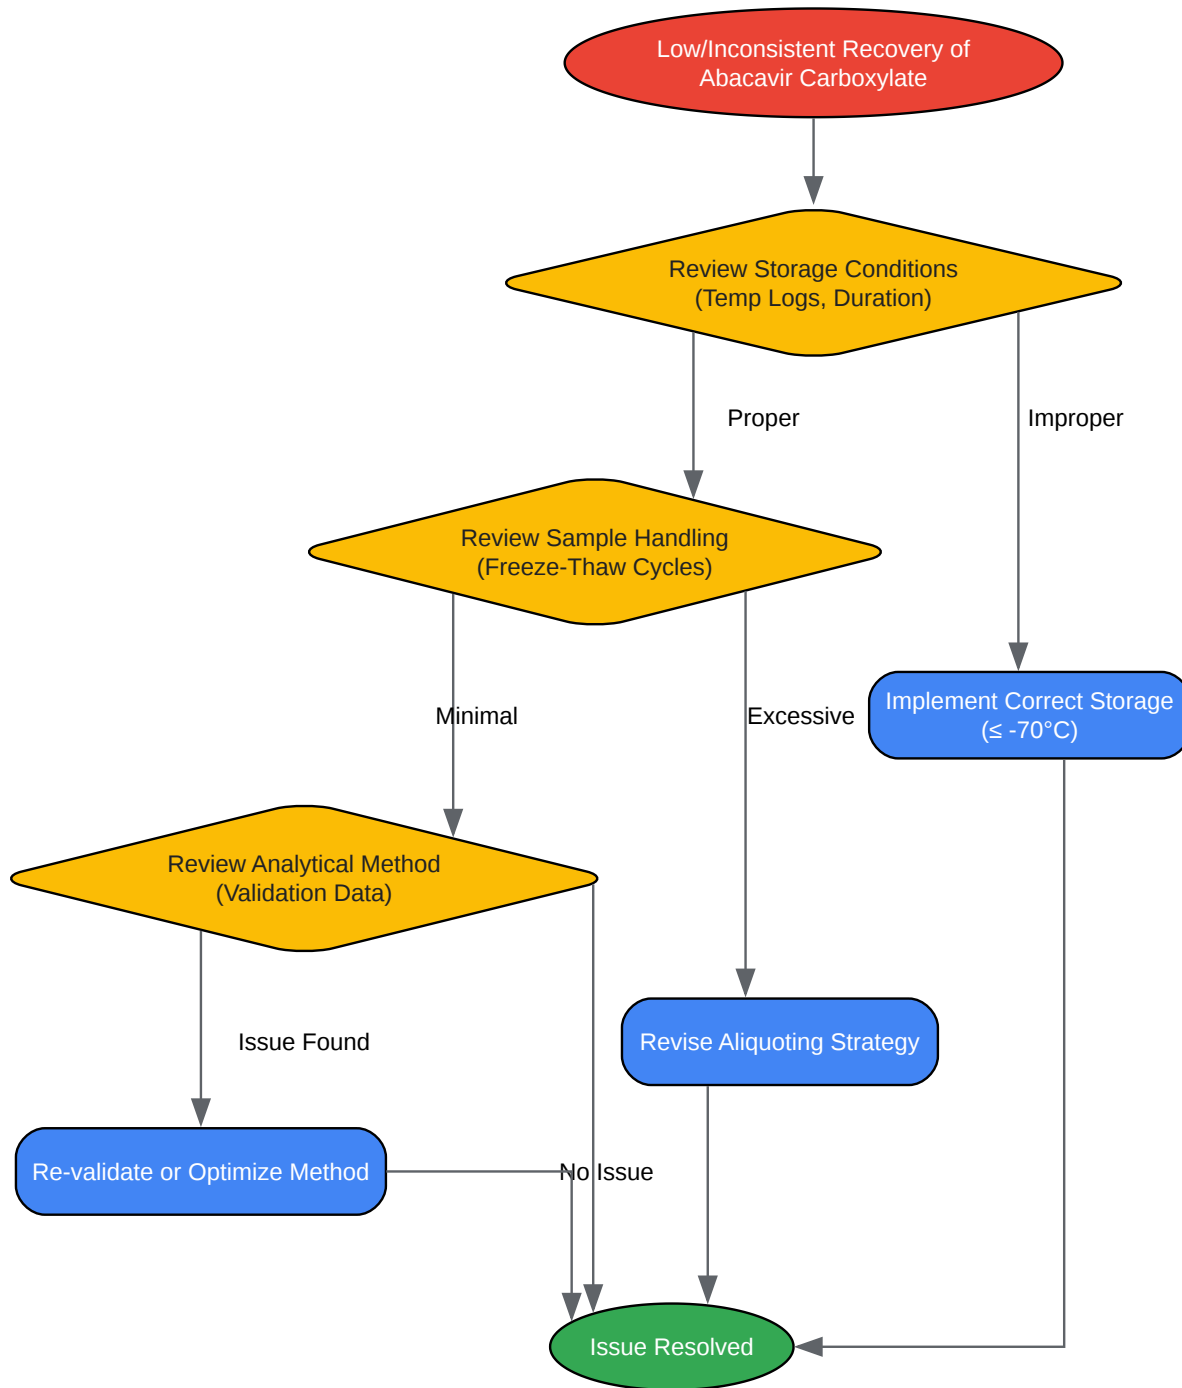 Low/Inconsistent Recovery of
Abacavir Carboxylate
Review Storage Conditions
(Temp Logs, Duration)
Proper
Improper
Review Sample Handling
(Freeze-Thaw Cycles)
Minimal
Excessive
Implement Correct Storage
(≤ -70°C)
Review Analytical Method
(Validation Data)
Issue Found
Revise Aliquoting Strategy
Re-validate or Optimize Method
No Issue
Issue Resolved